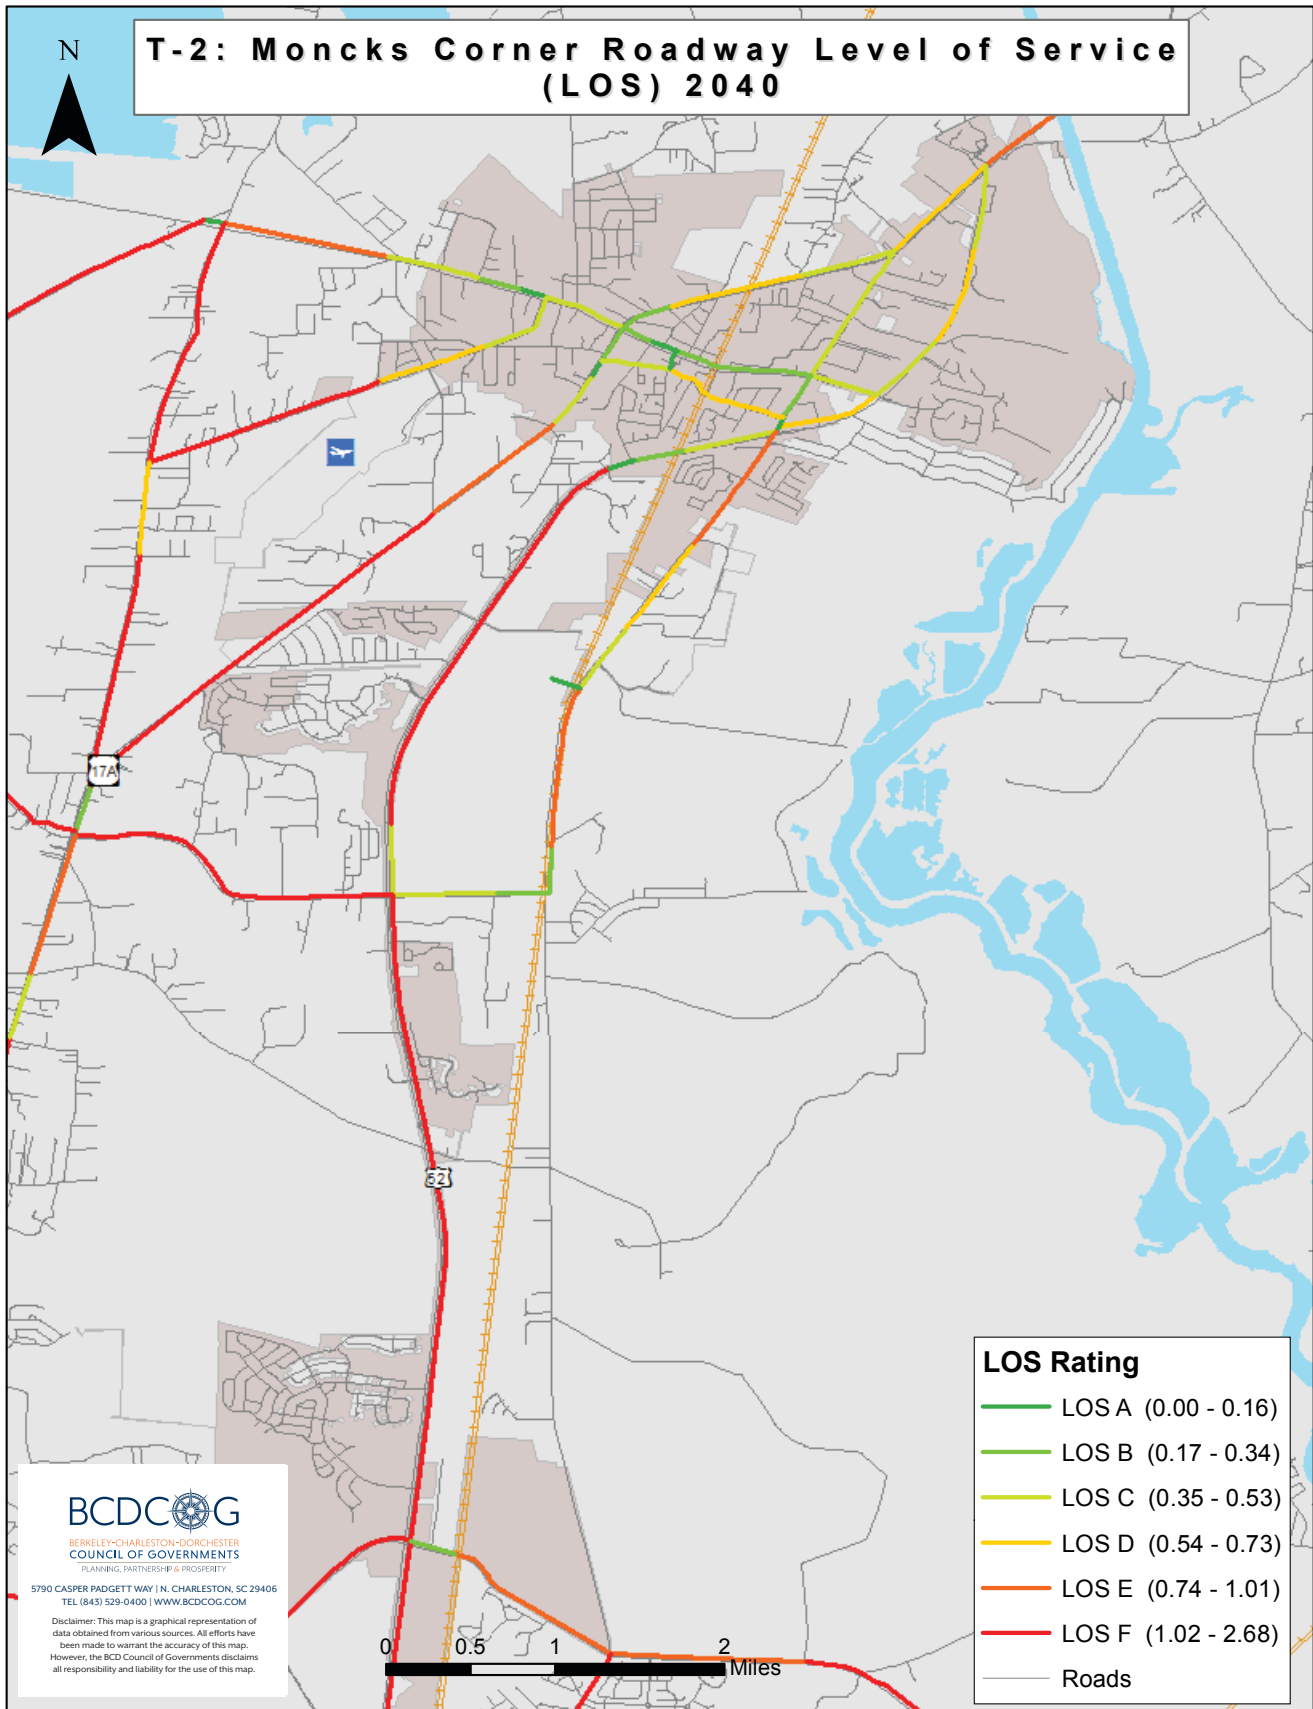 T-2: Moncks Corner Roadway Level of Service
(LOS) 2040
N
17A
52
LOS Rating
LOS A (0.00 - 0.16)
LOS B (0.17 - 0.34)
LOS C (0.35 - 0.53)
LOS D (0.54 - 0.73)
LOS E (0.74 - 1.01)
LOS F (1.02 - 2.68)
Roads
BCDCOG
BERKELEY-CHARLESTON-DORCHESTER
COUNCIL OF GOVERNMENTS
PLANNING, PARTNERSHIP & PROSPERITY
5790 CASPER PADGETT WAY | N. CHARLESTON, SC 29406
TEL (843) 529-0400 | WWW.BCDCOG.COM
Disclaimer: This map is a graphical representation of
data obtained from various sources. All efforts have
been made to warrant the accuracy of this map.
However, the BCD Council of Governments disclaims
all responsibility and liability for the use of this map.
0 0.5 1 2
Miles